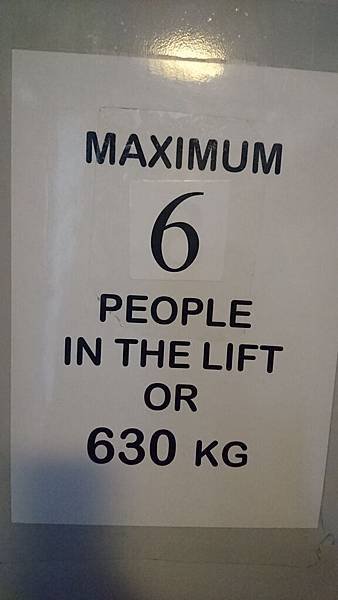 MAXIMUM
6
PEOPLE
IN THE LIFT
OR
630 KG